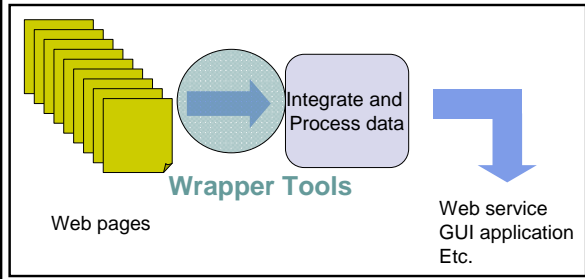 Integrate and
Process data
Wrapper Tools
Web pages
Web service
GUI application
Etc.